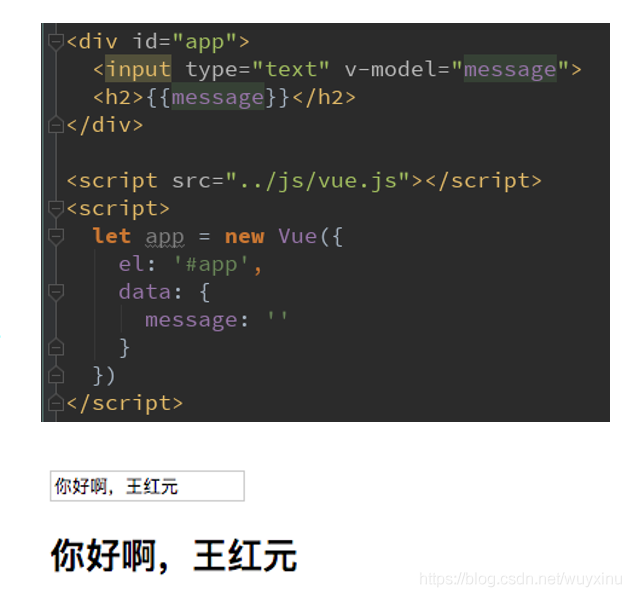 <div id="app">
  <input type="text" v-model="message">
  <h2>{{message}}</h2>
</div>
<script src="../js/vue.js"></script>
<script>
  let app = new Vue({
    el: '#app',
    data: {
      message: ''
    }
  })
</script>
你好啊，王红元
你好啊，王红元
https://blog.csdn.net/wuyxinu